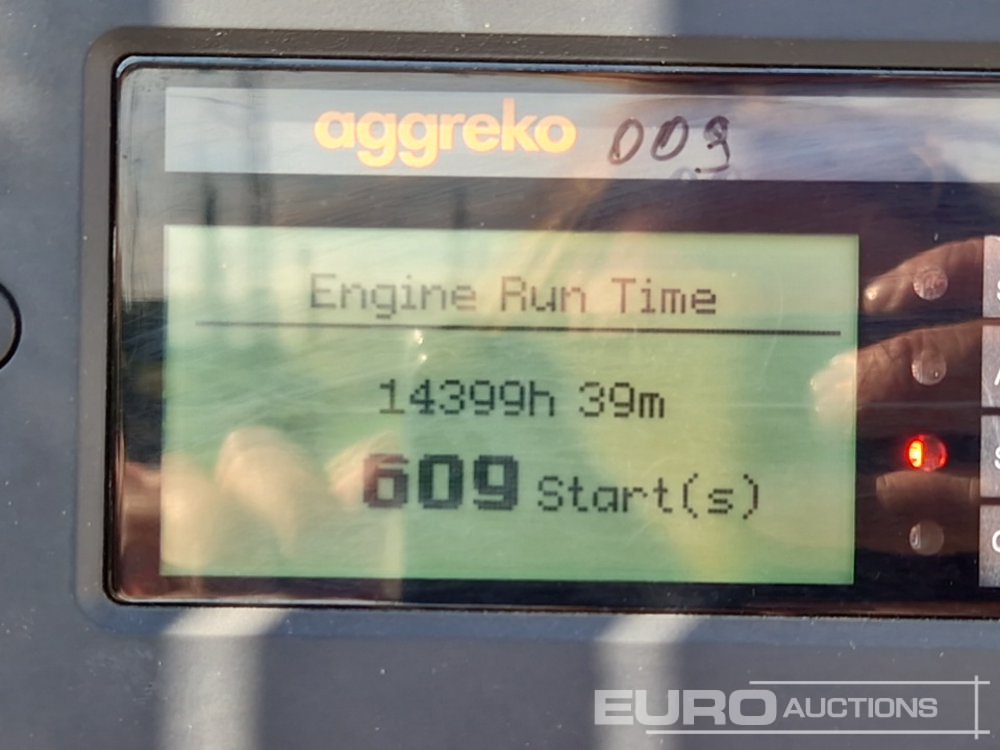 aggreko 009
Engine Run Time
14399h 39m
609 Start(s)
EURO AUCTIONS